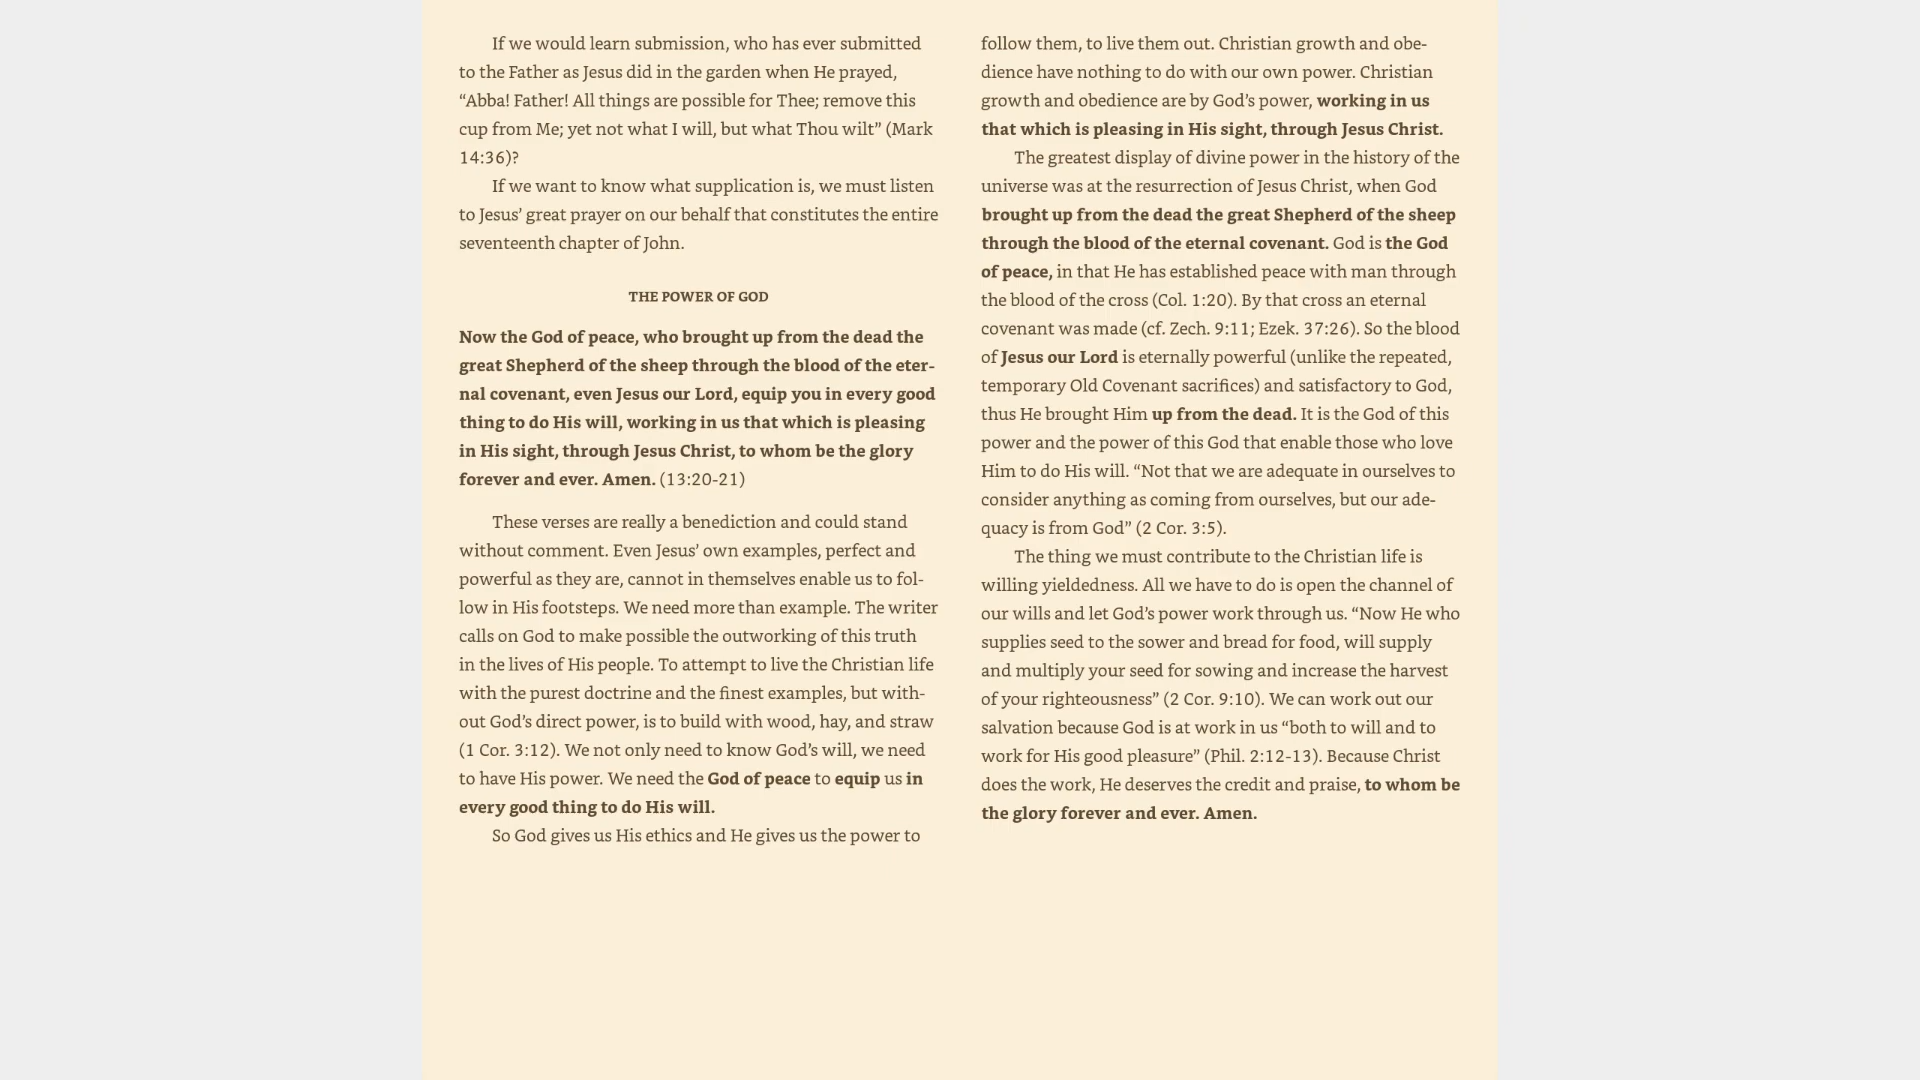 If we would learn submission, who has ever submitted
to the Father as Jesus did in the garden when He prayed,
“Abba! Father! All things are possible for Thee; remove this
cup from Me; yet not what I will, but what Thou wilt” (Mark
14:36)?
If we want to know what supplication is, we must listen
to Jesus’ great prayer on our behalf that constitutes the entire
seventeenth chapter of John.
THE POWER OF GOD
Now the God of peace, who brought up from the dead the
great Shepherd of the sheep through the blood of the eter-
nal covenant, even Jesus our Lord, equip you in every good
thing to do His will, working in us that which is pleasing
in His sight, through Jesus Christ, to whom be the glory
forever and ever. Amen. (13:20-21)
These verses are really a benediction and could stand
without comment. Even Jesus’ own examples, perfect and
powerful as they are, cannot in themselves enable us to fol-
low in His footsteps. We need more than example. The writer
calls on God to make possible the outworking of this truth
in the lives of His people. To attempt to live the Christian life
with the purest doctrine and the finest examples, but with-
out God’s direct power, is to build with wood, hay, and straw
(1 Cor. 3:12). We not only need to know God’s will, we need
to have His power. We need the God of peace to equip us in
every good thing to do His will.
So God gives us His ethics and He gives us the power to
follow them, to live them out. Christian growth and obe-
dience have nothing to do with our own power. Christian
growth and obedience are by God’s power, working in us
that which is pleasing in His sight, through Jesus Christ.
The greatest display of divine power in the history of the
universe was at the resurrection of Jesus Christ, when God
brought up from the dead the great Shepherd of the sheep
through the blood of the eternal covenant. God is the God
of peace, in that He has established peace with man through
the blood of the cross (Col. 1:20). By that cross an eternal
covenant was made (cf. Zech. 9:11; Ezek. 37:26). So the blood
of Jesus our Lord is eternally powerful (unlike the repeated,
temporary Old Covenant sacrifices) and satisfactory to God,
thus He brought Him up from the dead. It is the God of this
power and the power of this God that enable those who love
Him to do His will. “Not that we are adequate in ourselves to
consider anything as coming from ourselves, but our ade-
quacy is from God” (2 Cor. 3:5).
The thing we must contribute to the Christian life is
willing yieldedness. All we have to do is open the channel of
our wills and let God’s power work through us. “Now He who
supplies seed to the sower and bread for food, will supply
and multiply your seed for sowing and increase the harvest
of your righteousness” (2 Cor. 9:10). We can work out our
salvation because God is at work in us “both to will and to
work for His good pleasure” (Phil. 2:12-13). Because Christ
does the work, He deserves the credit and praise, to whom be
the glory forever and ever. Amen.